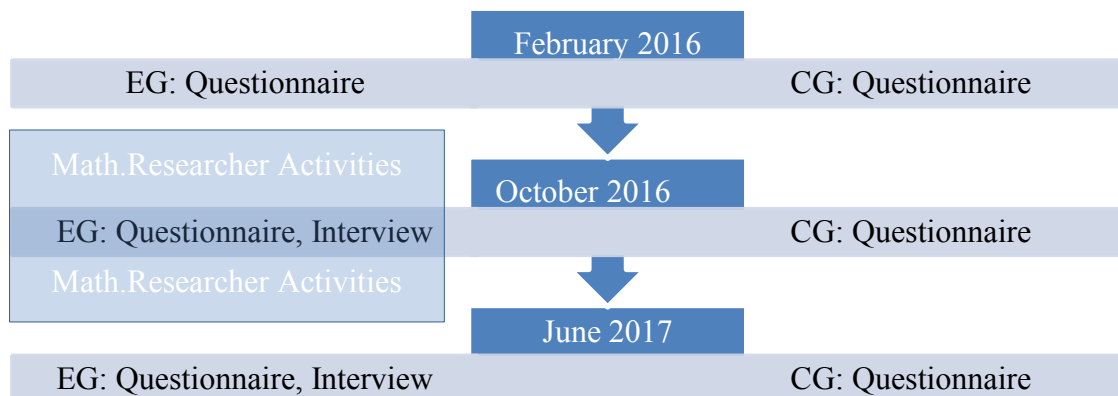 February 2016
EG: Questionnaire
CG: Questionnaire
Math.Researcher Activities
October 2016
EG: Questionnaire, Interview
CG: Questionnaire
Math.Researcher Activities
June 2017
EG: Questionnaire, Interview
CG: Questionnaire